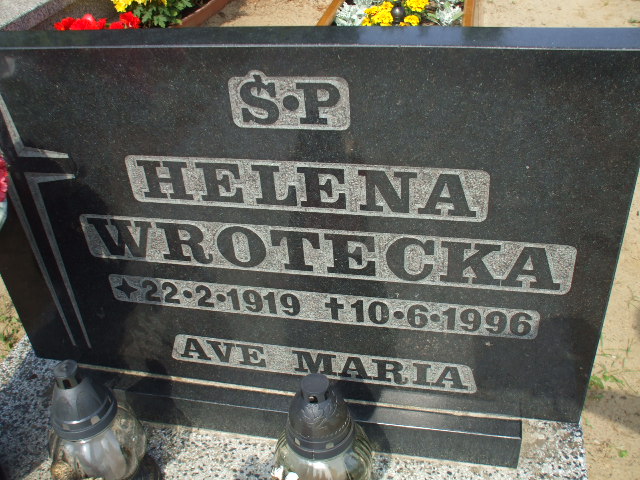 Ś·P
HELENA
WROTECKA
✦22·2·1919 ✝10·6·1996
AVE MARIA